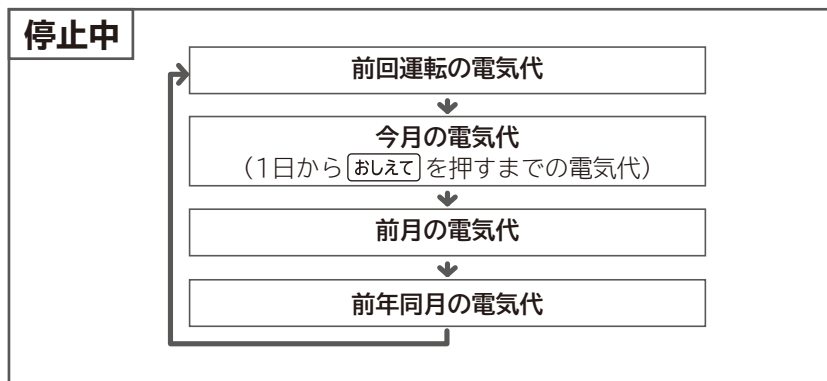 停止中
前回運転の電気代
今月の電気代
（1日からおしえてを押すまでの電気代）
前月の電気代
前年同月の電気代